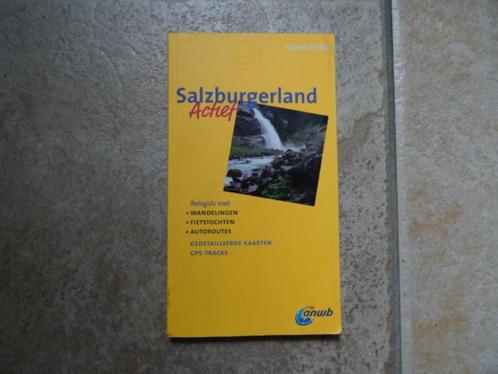 Salzburgerland
Actief
Reisgids met
• WANDELINGEN
• FIETSTOCHTEN
• AUTOROUTES
GEDETAILLEERDE KAARTEN
GPS-TRACKS
anwb